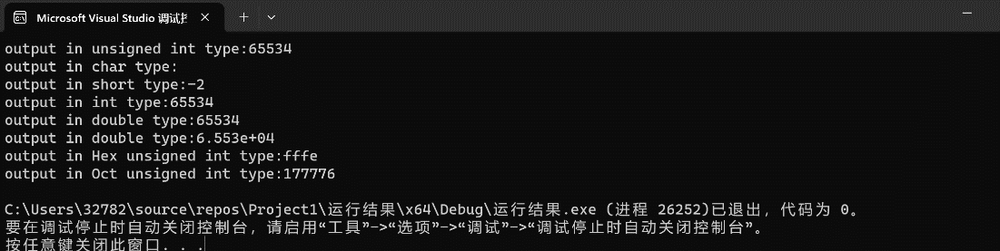 Microsoft Visual Studio 调试控
output in unsigned int type:65534
output in char type:
output in short type:-2
output in int type:65534
output in double type:65534
output in double type:6.553e+04
output in Hex unsigned int type:fffe
output in Oct unsigned int type:177776
C:\Users\32782\source\repos\Project1\运行结果\x64\Debug\运行结果.exe (进程 26252)已退出，代码为 0。
要在调试停止时自动关闭控制台，请启用“工具”->“选项”->“调试”->“调试停止时自动关闭控制台”。
按任意键关闭此窗口. . .